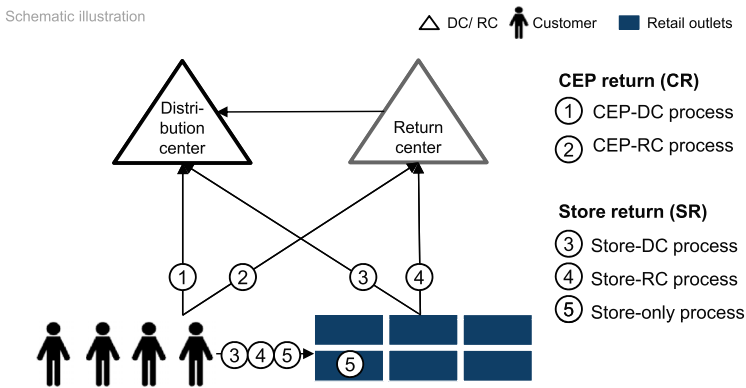 Schematic illustration
DC/ RC
Customer
Retail outlets
Distri-
bution
center
Return
center
CEP return (CR)
1 CEP-DC process
2 CEP-RC process
Store return (SR)
3 Store-DC process
4 Store-RC process
5 Store-only process
1
2
3
4
3 4 5
5